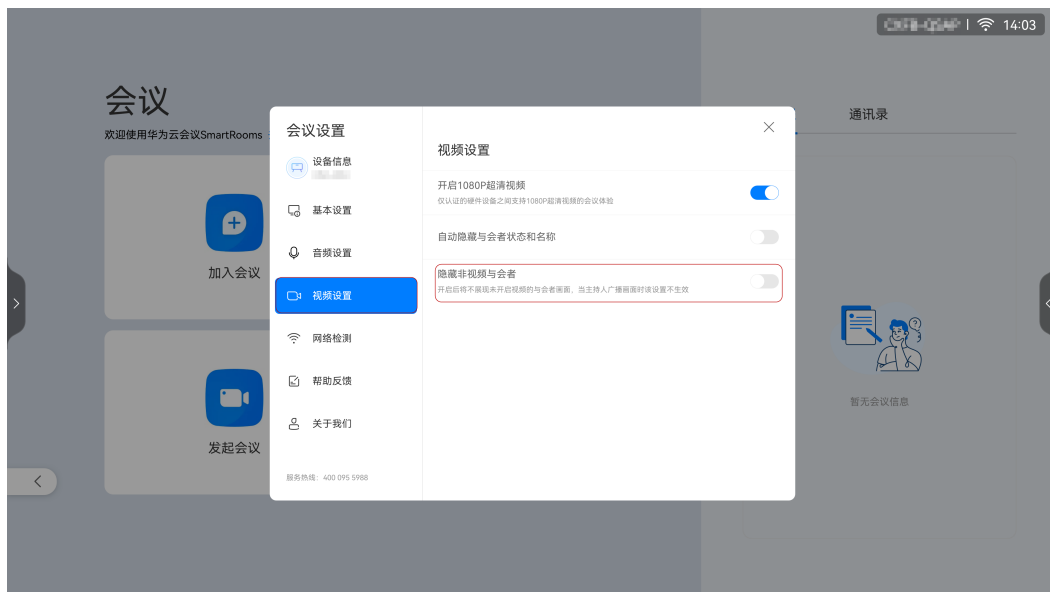 14:03
会议
欢迎使用华为云会议SmartRooms
加入会议
发起会议
会议设置
设备信息
基本设置
音频设置
视频设置
网络检测
帮助反馈
关于我们
服务热线: 400 095 5988
视频设置
开启1080P超清视频
仅认证的硬件设备之间支持1080P超清视频的会议体验
自动隐藏与会者状态和名称
隐藏非视频与会者
开启后将不展现未开启视频的与会者画面, 当主持人广播画面时该设置不生效
通讯录
暂无会议信息